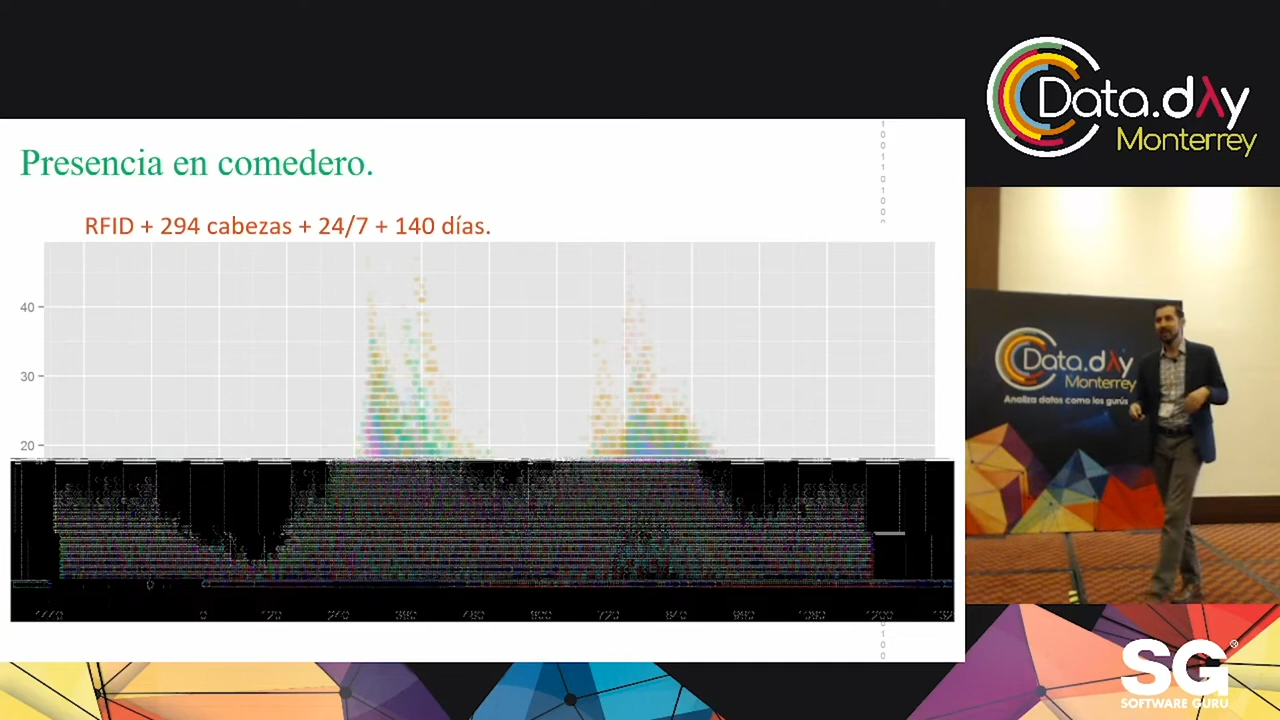 Data.dλy
Monterrey
Presencia en comedero.
RFID + 294 cabezas + 24/7 + 140 días.
40
30
20
Data.dλy
Monterrey
Analiza datos como los gurús
SG
SOFTWARE GURU